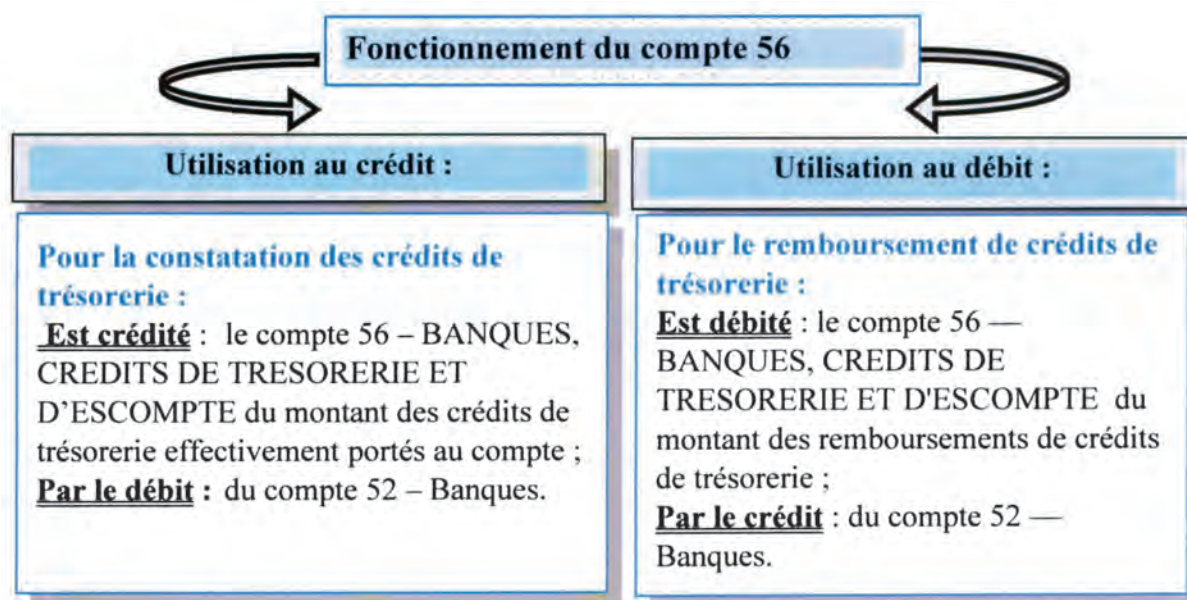 Fonctionnement du compte 56
Utilisation au crédit :
Pour la constatation des crédits de
trésorerie :
Est crédité : le compte 56 – BANQUES,
CREDITS DE TRESORERIE ET
D’ESCOMPTE du montant des crédits de
trésorerie effectivement portés au compte ;
Par le débit : du compte 52 – Banques.
Utilisation au débit :
Pour le remboursement de crédits de
trésorerie :
Est débité : le compte 56 —
BANQUES, CREDITS DE
TRESORERIE ET D'ESCOMPTE du
montant des remboursements de crédits
de trésorerie ;
Par le crédit : du compte 52 —
Banques.